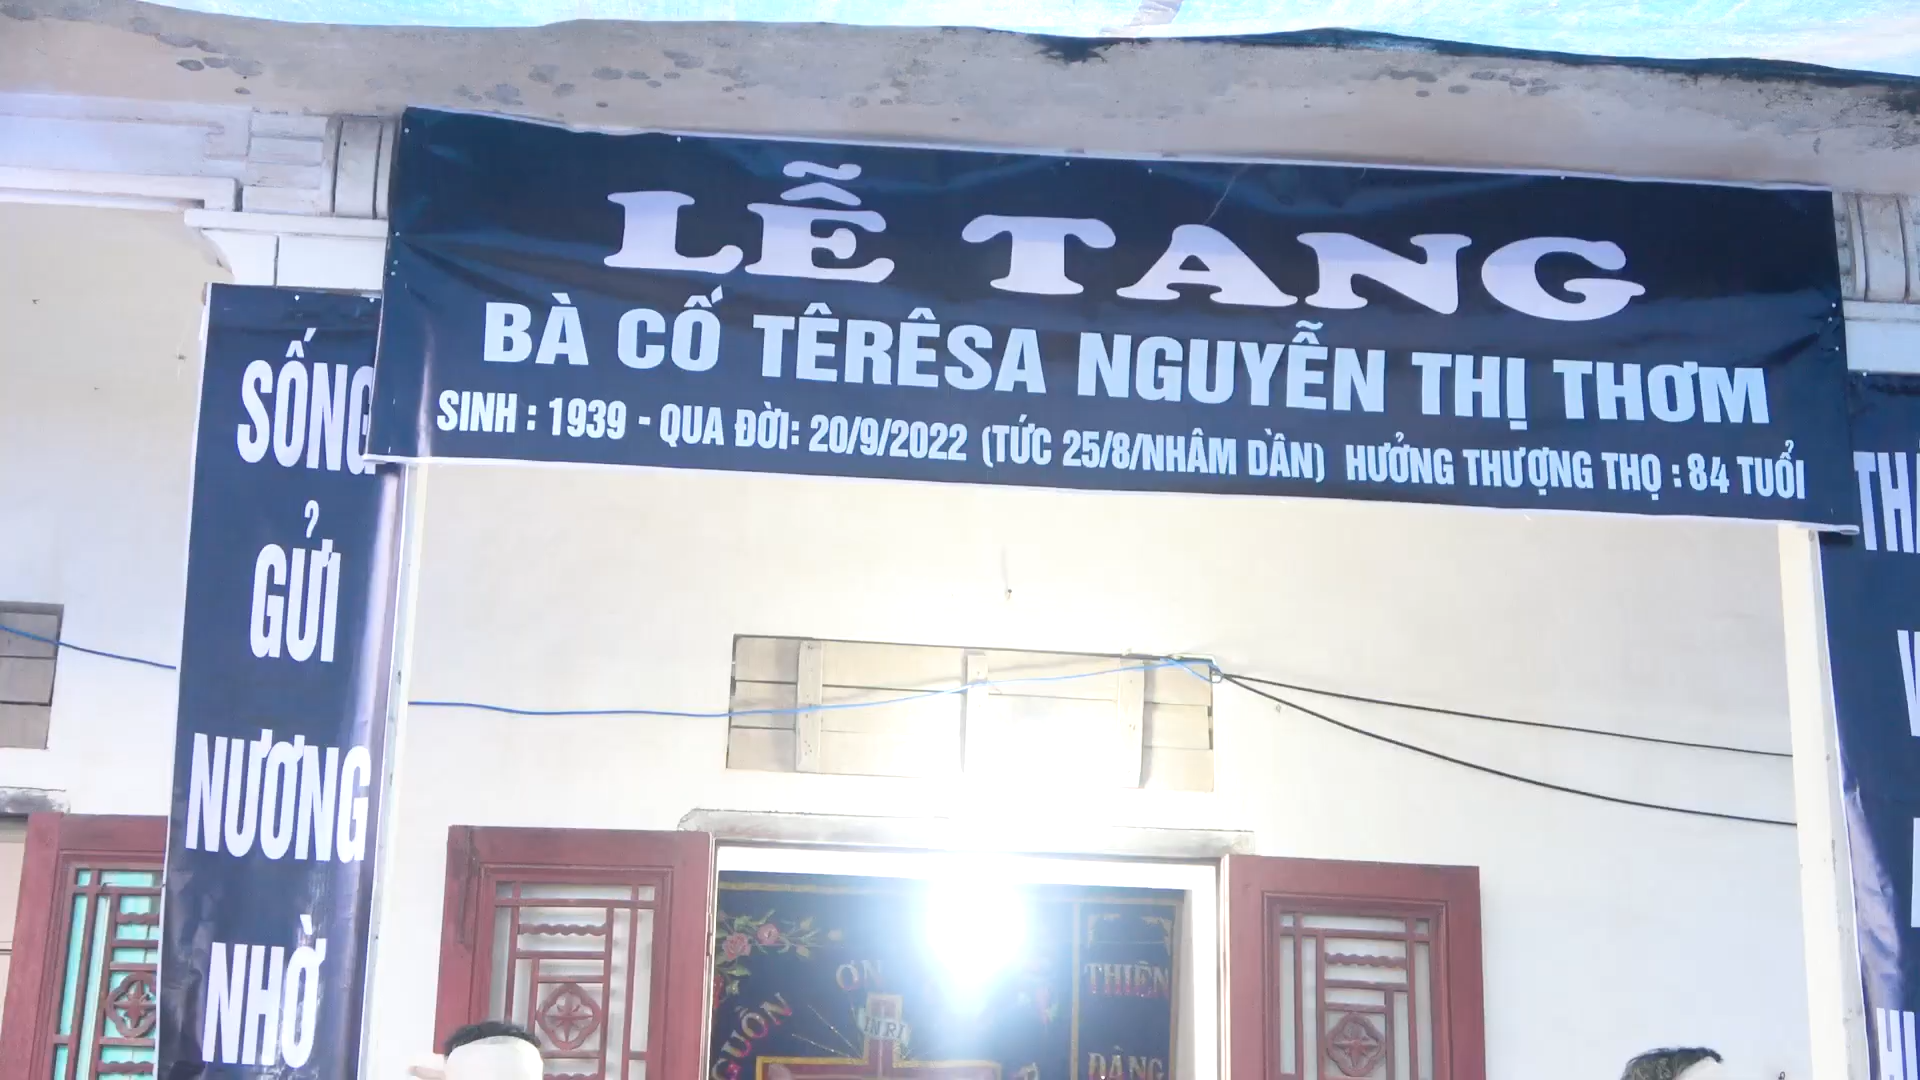 LỄ TANG
BÀ CỐ TÊRÊSA NGUYỄN THỊ THƠM
SINH : 1939 - QUA ĐỜI: 20/9/2022 (TỨC 25/8/NHÂM DẦN) HƯỞNG THƯỢNG THỌ : 84 TUỔI
SỐNG
GỬI
NƯƠNG
NHỜ
ƠN
INRI
THIÊN
ĐÀNG